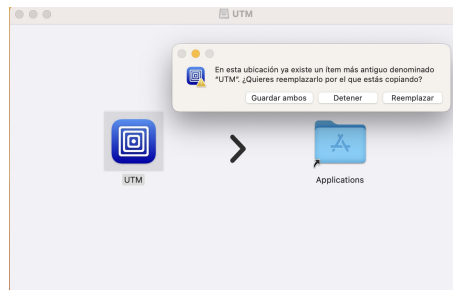 UTM
En esta ubicación ya existe un ítem más antiguo denominado
“UTM”. ¿Quieres reemplazarlo por el que estás copiando?
Guardar ambos Detener Reemplazar
UTM Applications